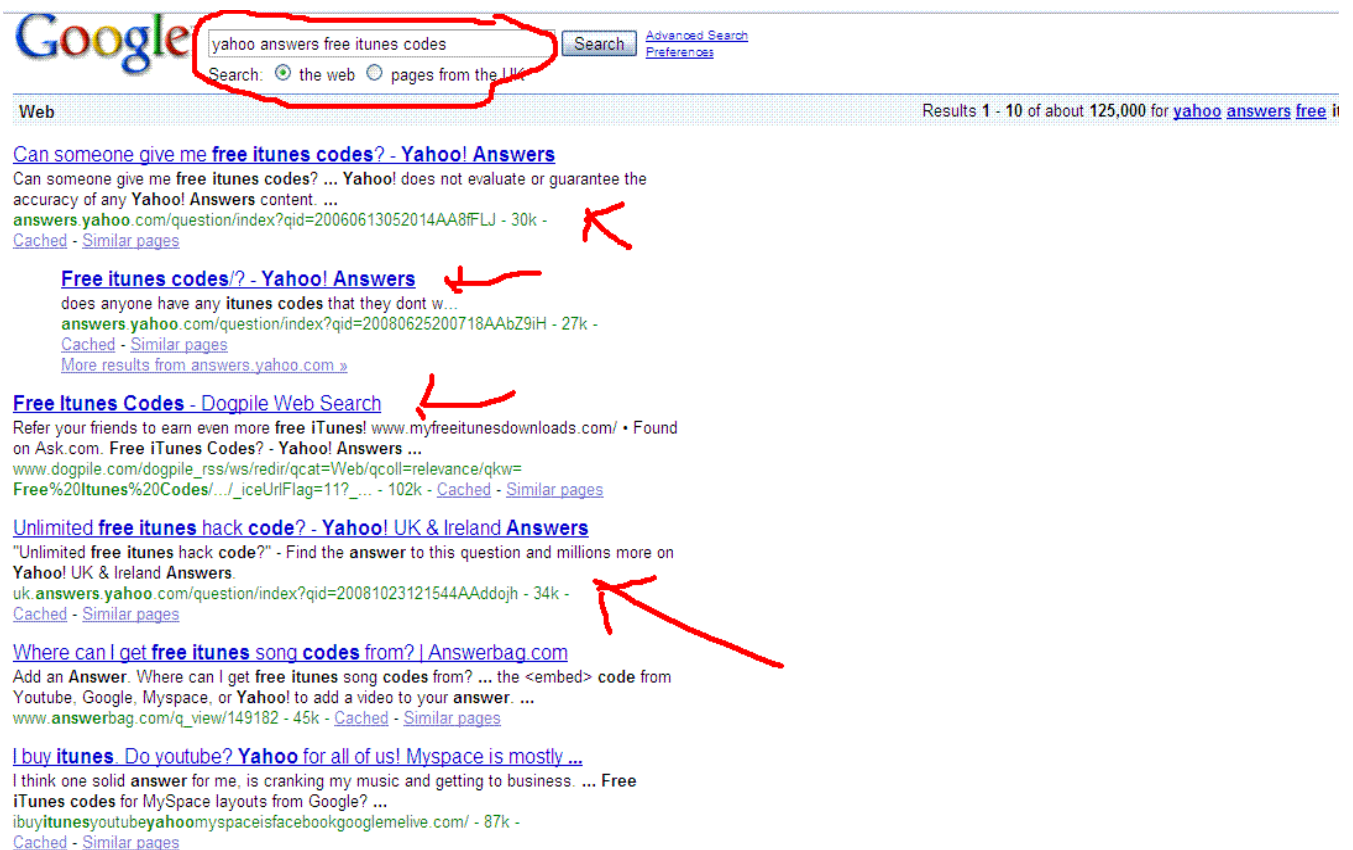 Google
yahoo answers free itunes codes
Search
Advanced Search
Preferences
Search: the web pages from the UK
Web
Results 1 - 10 of about 125,000 for yahoo answers free
Can someone give me free itunes codes? - Yahoo! Answers
Can someone give me free itunes codes? ... Yahoo! does not evaluate or guarantee the
accuracy of any Yahoo! Answers content. ...
answers.yahoo.com/question/index?qid=20060613052014AA8fFLJ - 30k -
Cached - Similar pages
Free itunes codes/? - Yahoo! Answers
does anyone have any itunes codes that they dont w...
answers.yahoo.com/question/index?qid=20080625200718AAbZ9iH - 27k -
Cached - Similar pages
More results from answers.yahoo.com »
Free Itunes Codes - Dogpile Web Search
Refer your friends to earn even more free iTunes! www.myfreeitunesdownloads.com/ • Found
on Ask.com. Free iTunes Codes? - Yahoo! Answers ...
www.dogpile.com/dogpile_rss/ws/redir/qcat=Web/qcoll=relevance/qkw=
Free%20Itunes%20Codes/.../_iceUrlFlag=11?_... - 102k - Cached - Similar pages
Unlimited free itunes hack code? - Yahoo! UK & Ireland Answers
"Unlimited free itunes hack code?" - Find the answer to this question and millions more on
Yahoo! UK & Ireland Answers.
uk.answers.yahoo.com/question/index?qid=20081023121544AAddojh - 34k -
Cached - Similar pages
Where can I get free itunes song codes from? | Answerbag.com
Add an Answer. Where can I get free itunes song codes from? ... the <embed> code from
Youtube, Google, Myspace, or Yahoo! to add a video to your answer. ...
www.answerbag.com/q_view/149182 - 45k - Cached - Similar pages
I buy itunes. Do youtube? Yahoo for all of us! Myspace is mostly ...
I think one solid answer for me, is cranking my music and getting to business. ... Free
iTunes codes for MySpace layouts from Google? ...
ibuyitunesyoutubeyahoomyspaceisfacebookgooglemelive.com/ - 87k -
Cached - Similar pages